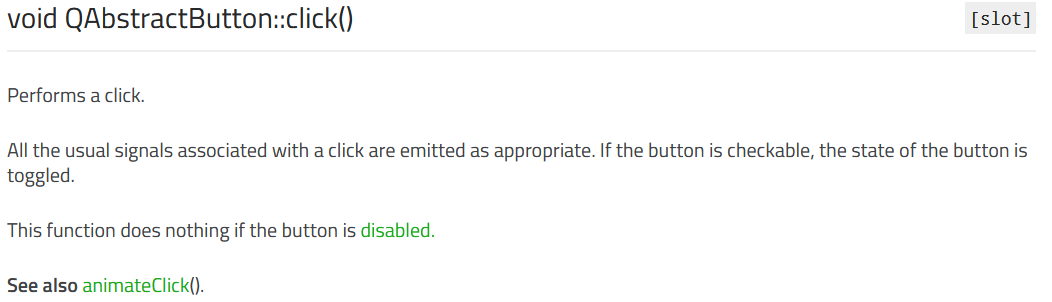 void QAbstractButton::click()
[slot]
Performs a click.
All the usual signals associated with a click are emitted as appropriate. If the button is checkable, the state of the button is
toggled.
This function does nothing if the button is disabled.
See also animateClick().